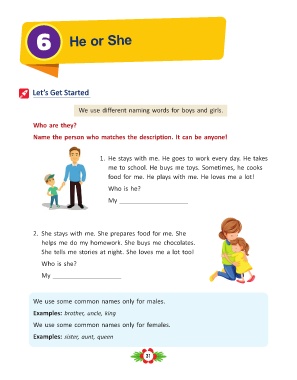 6
He or She
Let's Get Started
We use different naming words for boys and girls.
Who are they?
Name the person who matches the description. It can be anyone!
1. He stays with me. He goes to work every day. He takes
me to school. He buys me toys. Sometimes, he cooks
food for me. He plays with me. He loves me a lot!
Who is he?
My ____________________
2. She stays with me. She prepares food for me. She
helps me do my homework. She buys me chocolates.
She tells me stories at night. She loves me a lot too!
Who is she?
My ____________________
We use some common names only for males.
Examples: brother, uncle, king
We use some common names only for females.
Examples: sister, aunt, queen
31